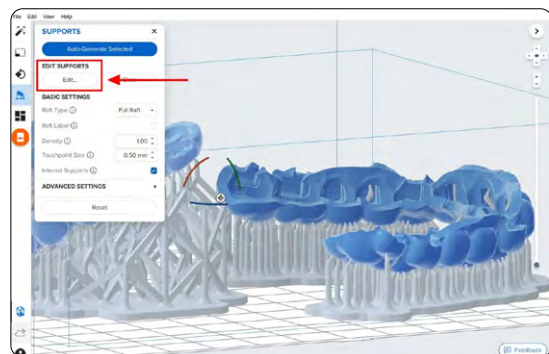 File Edit View Help
SUPPORTS
Auto-Generate Selected
EDIT SUPPORTS
Edit...
BASIC SETTINGS
Raft Type Full Raft
Raft Label
Density 1.00
Touchpoint Size 0.50 mm
Internal Supports
ADVANCED SETTINGS
Reset
Feedback